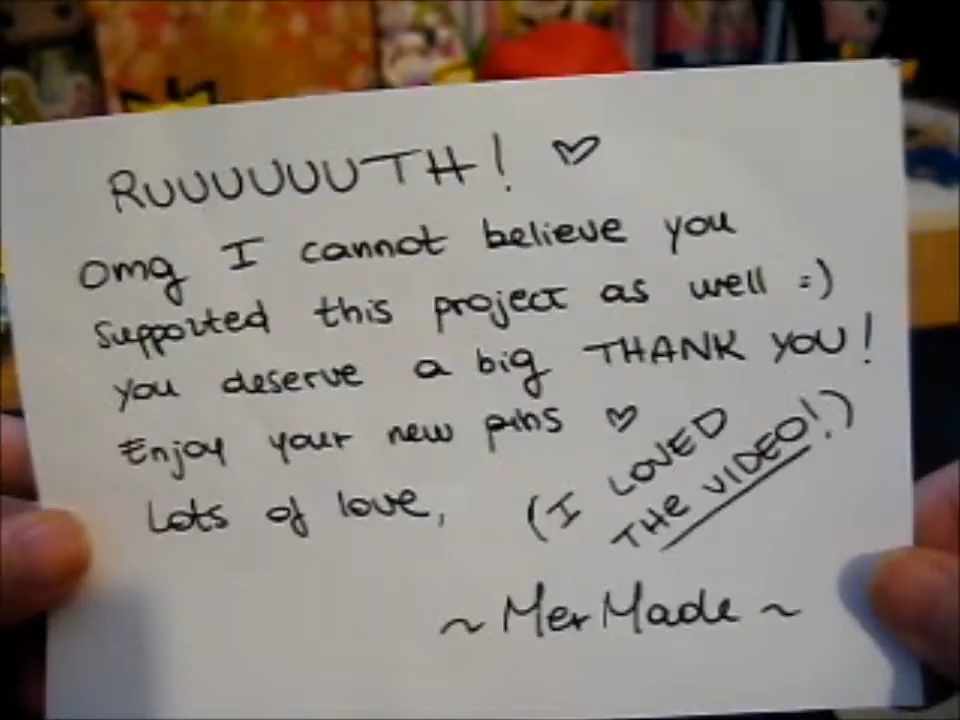 RUUUUUUTH! ♡
omg I cannot believe you
supported this project as well =)
you deserve a big THANK YOU!
Enjoy your new pins ♡
Lots of love,
(I LOVED
THE VIDEO!)
~ MerMade ~